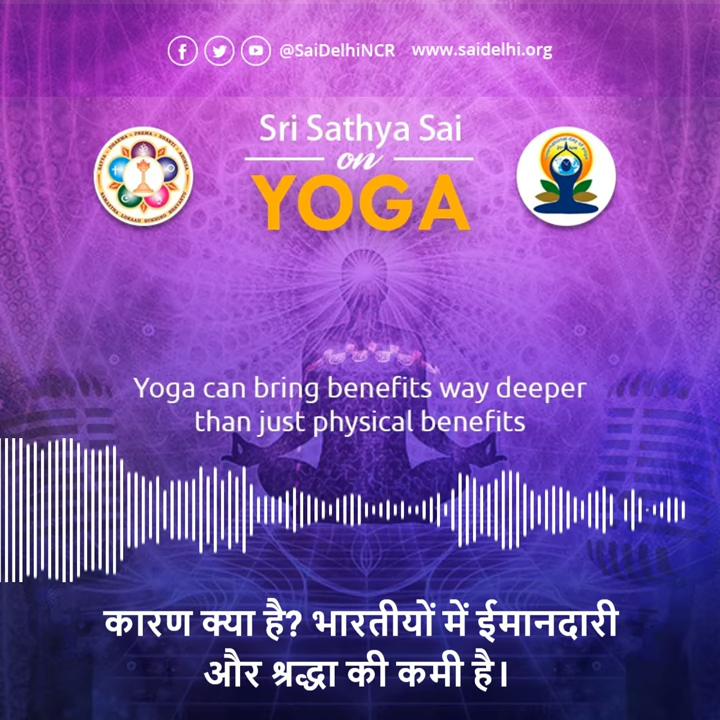 @SaiDelhiNCR www.saidelhi.org
Sri Sathya Sai
on
YOGA
Yoga can bring benefits way deeper
than just physical benefits
कारण क्या है? भारतीयों में ईमानदारी
और श्रद्धा की कमी है।